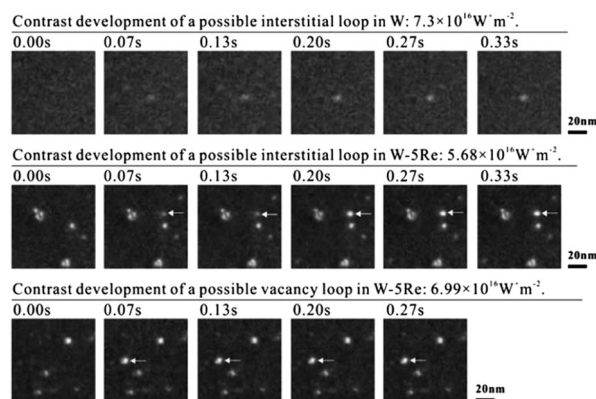 Contrast development of a possible interstitial loop in W: 7.3×10¹⁶W⁺m⁻².
0.00s 0.07s 0.13s 0.20s 0.27s 0.33s
20nm
Contrast development of a possible interstitial loop in W-5Re: 5.68×10¹⁶W⁺m⁻².
0.00s 0.07s 0.13s 0.20s 0.27s 0.33s
20nm
Contrast development of a possible vacancy loop in W-5Re: 6.99×10¹⁶W⁺m⁻².
0.00s 0.07s 0.13s 0.20s 0.27s
20nm